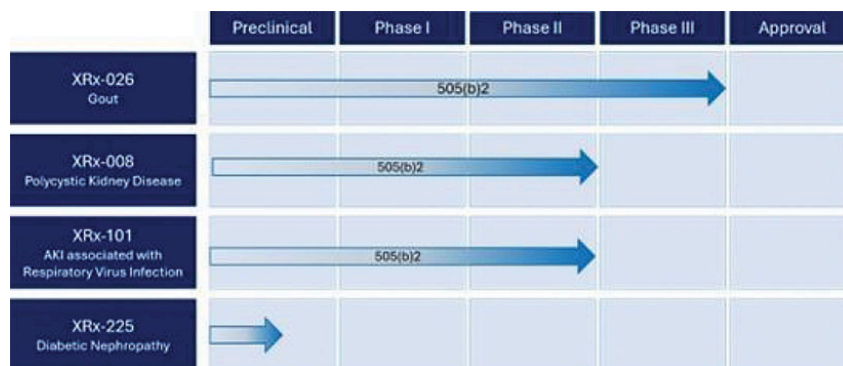 Preclinical Phase I Phase II Phase III Approval
XRx-026
Gout
505(b)2
XRx-008
Polycystic Kidney Disease
505(b)2
XRx-101
AKI associated with
Respiratory Virus Infection
505(b)2
XRx-225
Diabetic Nephropathy